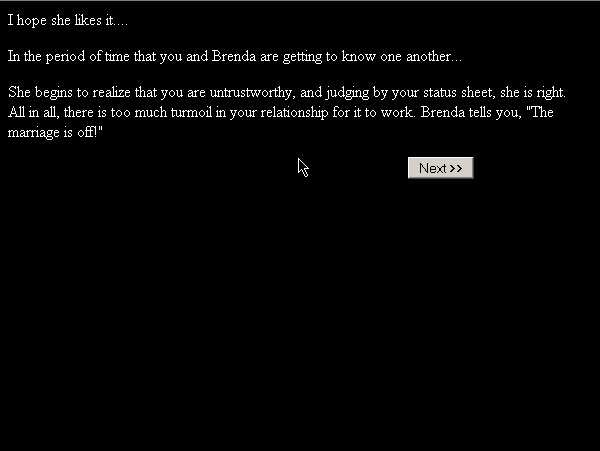 I hope she likes it....
In the period of time that you and Brenda are getting to know one another...
She begins to realize that you are untrustworthy, and judging by your status sheet, she is right.
All in all, there is too much turmoil in your relationship for it to work. Brenda tells you, "The
marriage is off!"
Next >>